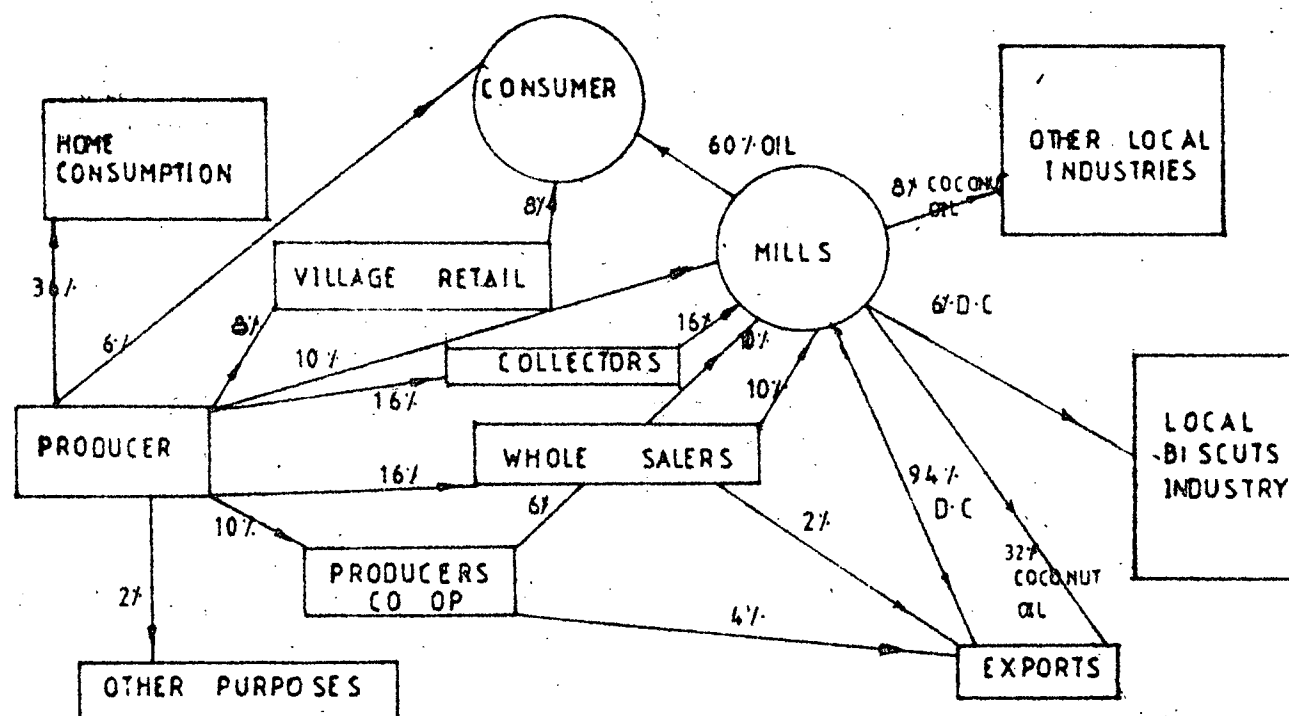 CONSUMER
HOME
CONSUMPTION
OTHER LOCAL
INDUSTRIES
60% OIL
8% COCONU
OIL
8%
MILLS
VILLAGE RETAIL
6% D.C
6%
8%
10%
16%
10%
COLLECTORS
16%
10%
PRODUCER
WHOLE SALERS
LOCAL
BISCUTS
INDUSTRY
16%
6%
94%
D.C
10%
2%
32%
COCONUT
OIL
PRODUCERS
CO OP
2%
4%
EXPORTS
OTHER PURPOSES